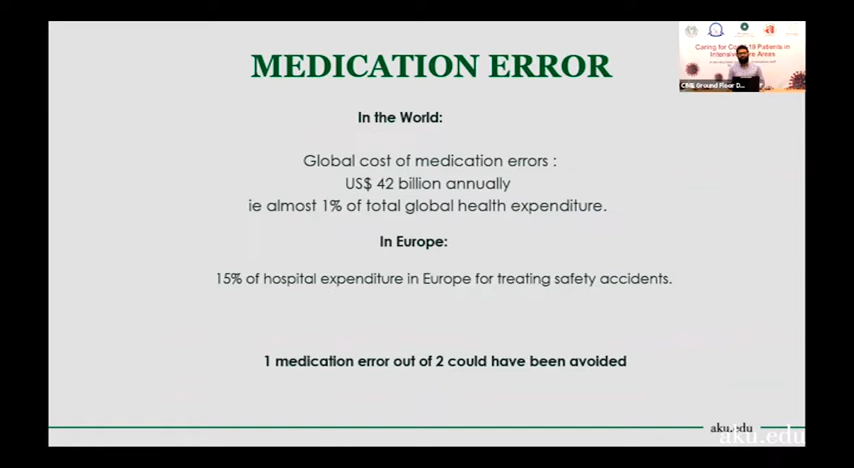 MEDICATION ERROR
In the World:
Global cost of medication errors :
US$ 42 billion annually
ie almost 1% of total global health expenditure.
In Europe:
15% of hospital expenditure in Europe for treating safety accidents.
1 medication error out of 2 could have been avoided
aku.edu
aku.edu
Caring for Covid-19 Patients in
Intensive Care Areas
CIME Ground Floor D...